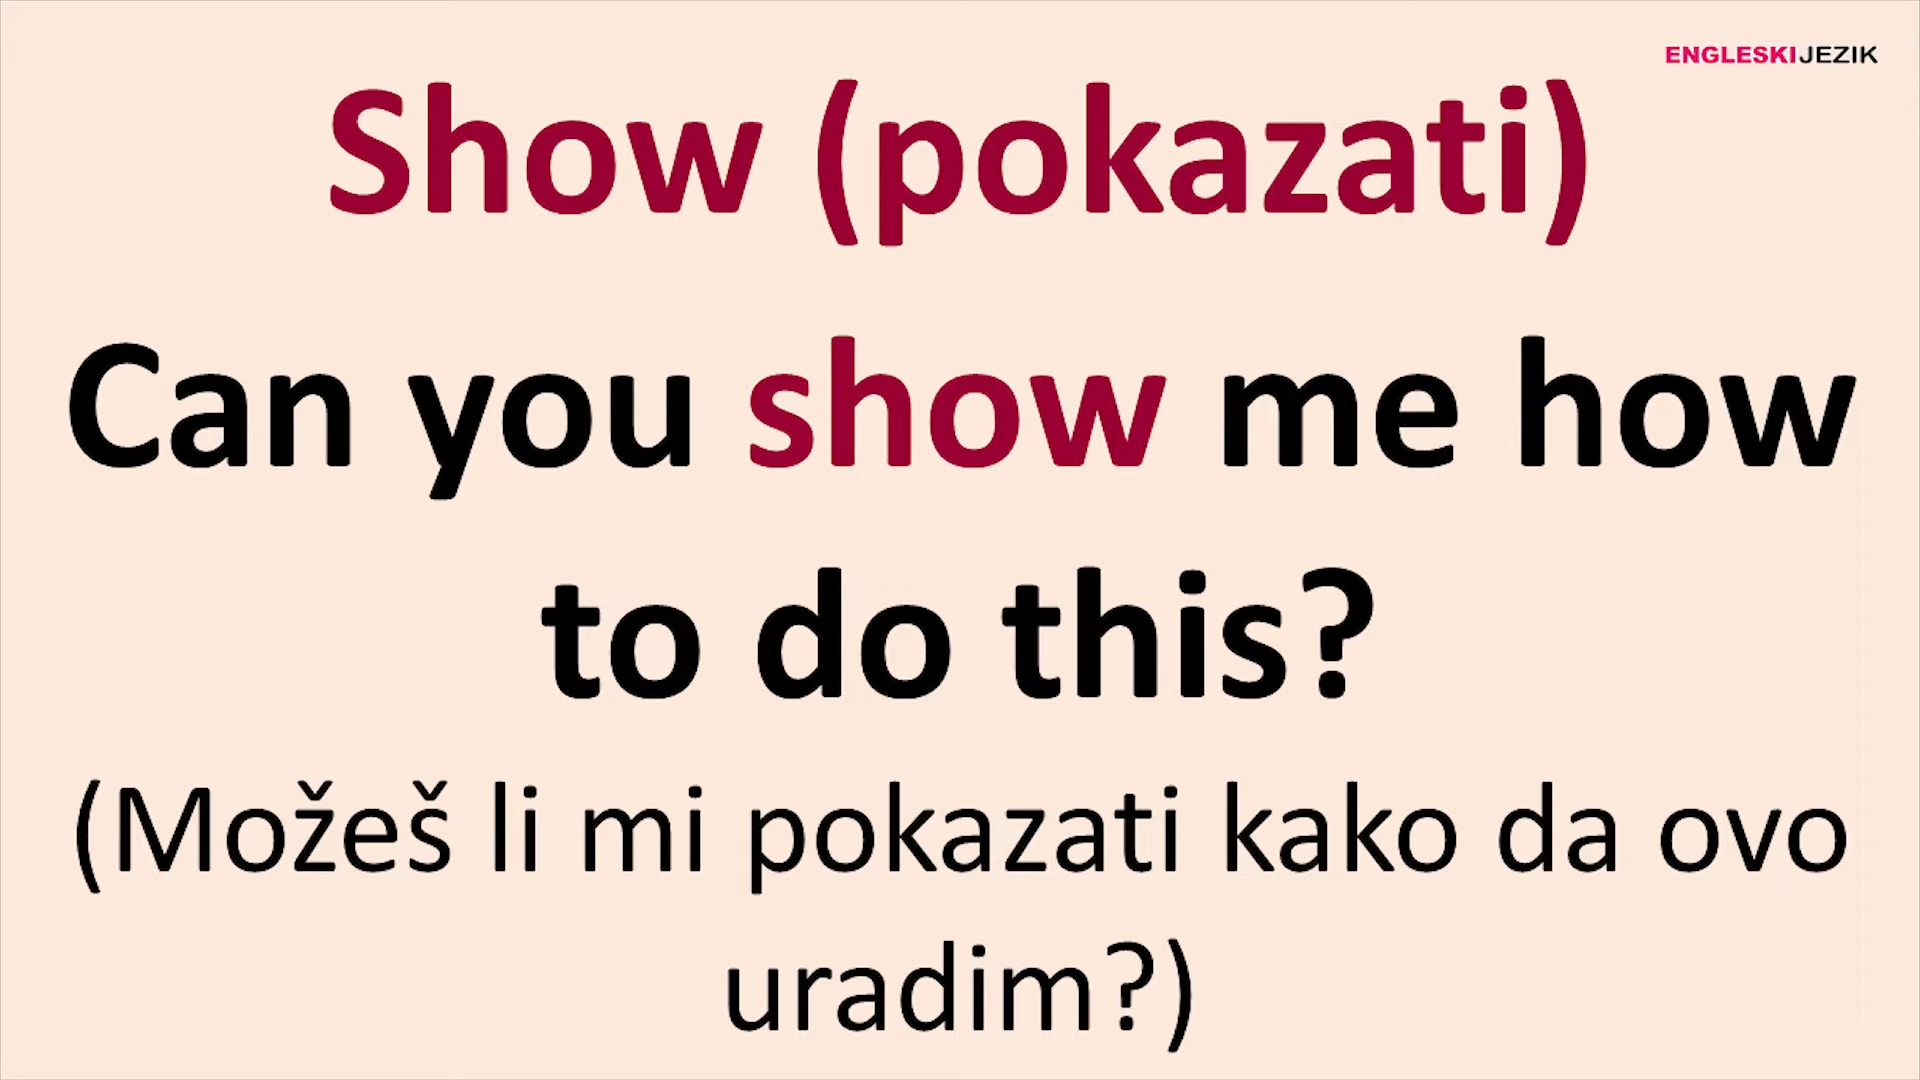 ENGLESKIJEZIK
Show (pokazati)
Can you show me how
to do this?
(Možeš li mi pokazati kako da ovo
uradim?)